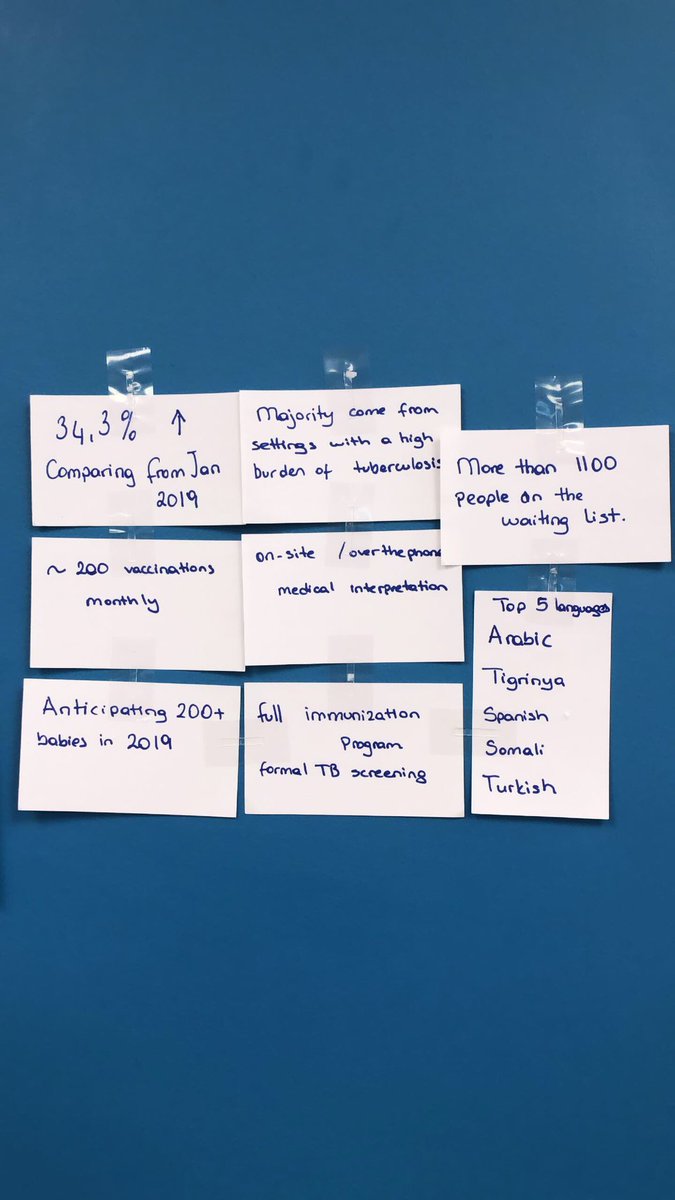 34,3% ↑
Comparing from Jan
2019
Majority come from
settings with a high
burden of tuberculosis
More than 1100
people on the
waiting list.
~ 200 vaccinations
monthly
on-site / over the phone
medical interpretation
Top 5 languages
Arabic
Tigrinya
Spanish
Somali
Turkish
Anticipating 200+
babies in 2019
full immunization
Program
formal TB screening